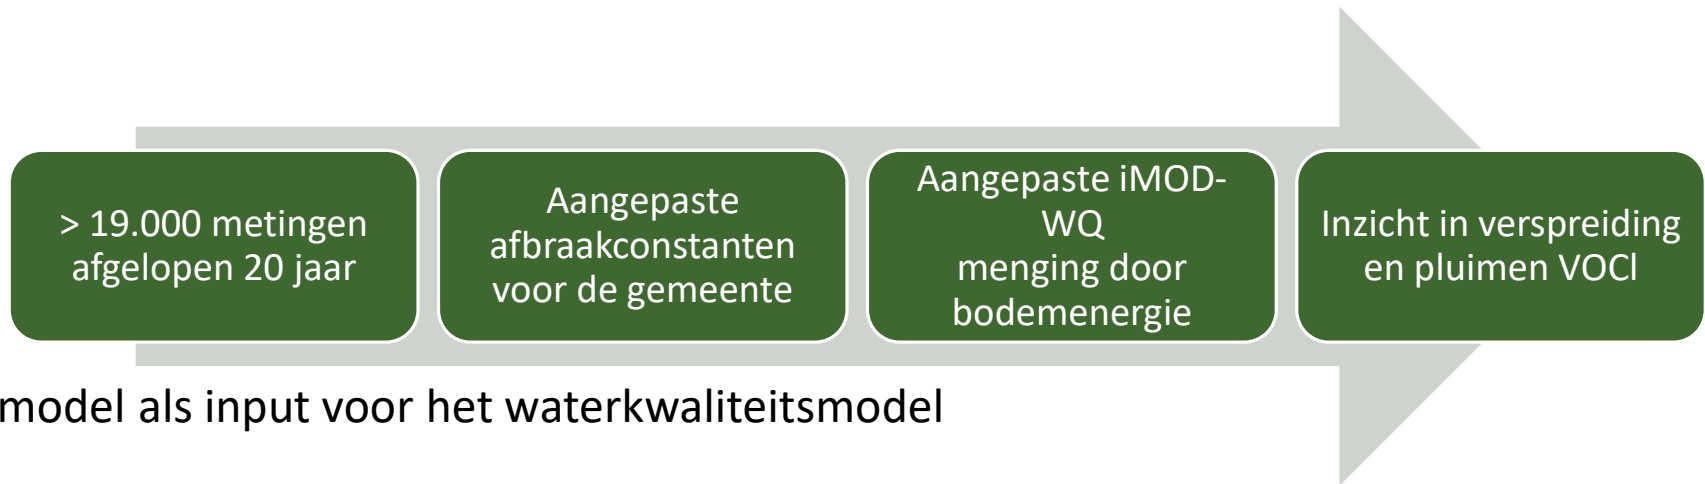 > 19.000 metingen
afgelopen 20 jaar
Aangepaste
afbraakconstanten
voor de gemeente
Aangepaste iMOD-
WQ
menging door
bodemenergie
Inzicht in verspreiding
en pluimen VOCl
model als input voor het waterkwaliteitsmodel